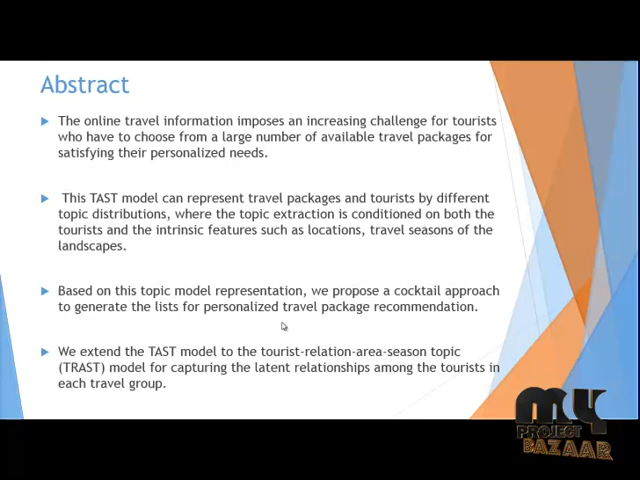 Abstract
The online travel information imposes an increasing challenge for tourists
who have to choose from a large number of available travel packages for
satisfying their personalized needs.
This TAST model can represent travel packages and tourists by different
topic distributions, where the topic extraction is conditioned on both the
tourists and the intrinsic features such as locations, travel seasons of the
landscapes.
Based on this topic model representation, we propose a cocktail approach
to generate the lists for personalized travel package recommendation.
We extend the TAST model to the tourist-relation-area-season topic
(TRAST) model for capturing the latent relationships among the tourists in
each travel group.
MY
PROJECT
BAZAAR